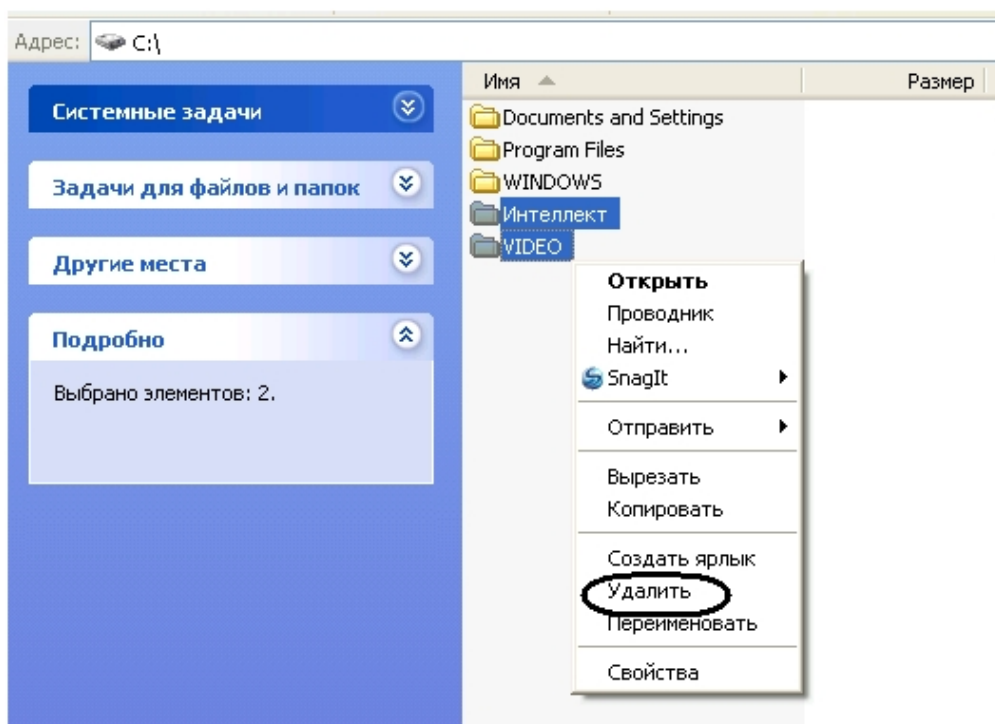 Адрес: C:\
Имя Размер
Системные задачи
Задачи для файлов и папок
Другие места
Подробно
Выбрано элементов: 2.
Documents and Settings
Program Files
WINDOWS
Интеллект
VIDEO
Открыть
Проводник
Найти...
SnagIt
Отправить
Вырезать
Копировать
Создать ярлык
Удалить
Переименовать
Свойства